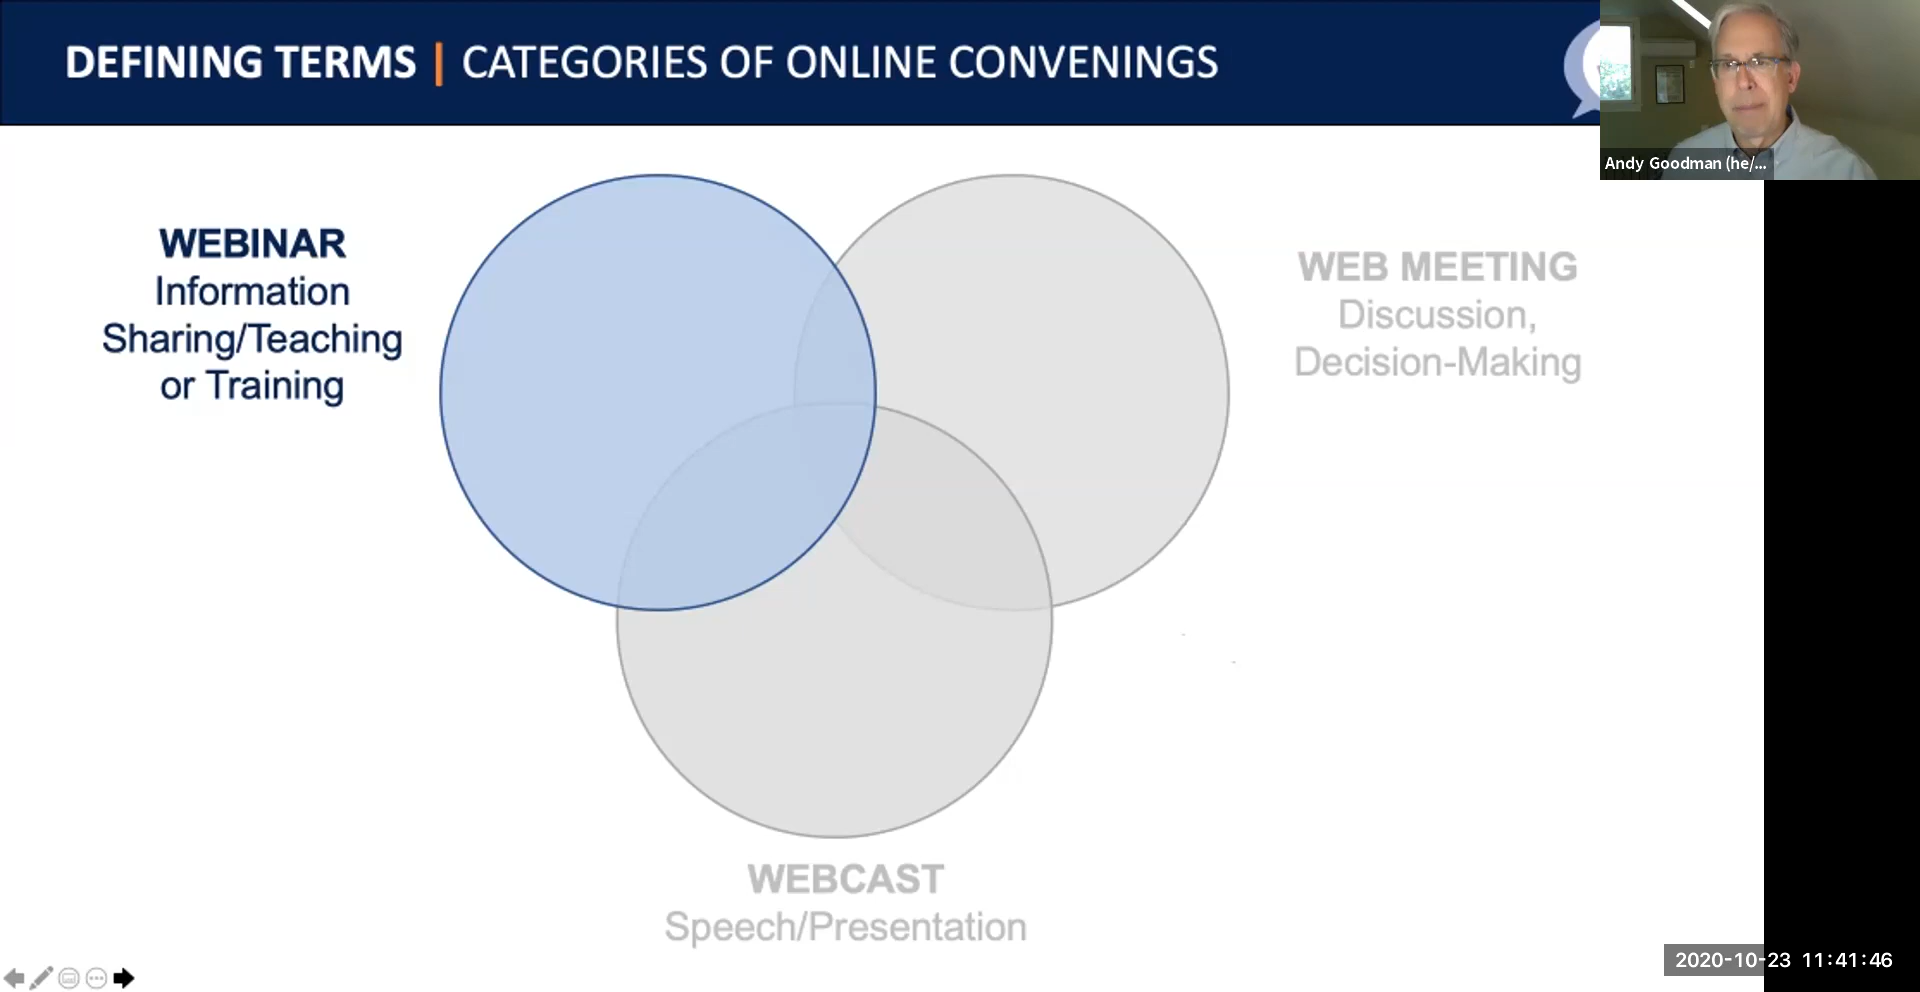 DEFINING TERMS | CATEGORIES OF ONLINE CONVENINGS
Andy Goodman (he/...
WEBINAR
Information
Sharing/Teaching
or Training
WEB MEETING
Discussion,
Decision-Making
WEBCAST
Speech/Presentation
2020-10-23 11:41:46